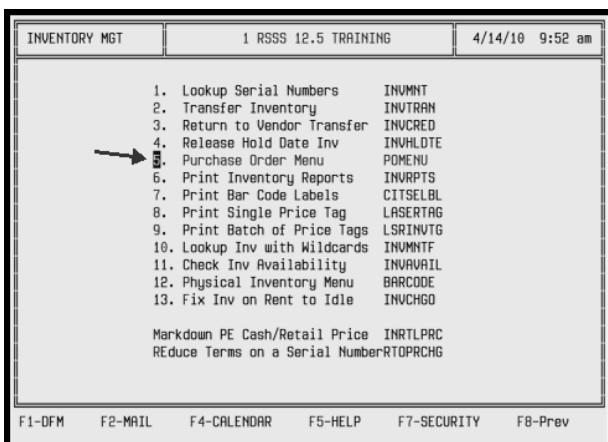 INVENTORY MGT 1 RSSS 12.5 TRAINING 4/14/10 9:52 am
1. Lookup Serial Numbers INVMNT
2. Transfer Inventory INVTRAN
3. Return to Vendor Transfer INVCRED
4. Release Hold Date Inv INVHLDTE
5. Purchase Order Menu POMENU
6. Print Inventory Reports INVRPTS
7. Print Bar Code Labels CITSELBL
8. Print Single Price Tag LASERTAG
9. Print Batch of Price Tags LSRINVTG
10. Lookup Inv with Wildcards INVMNTF
11. Check Inv Availability INVAVAIL
12. Physical Inventory Menu BARCODE
13. Fix Inv on Rent to Idle INVCHGO
Markdown PE Cash/Retail Price INRTLPRC
REduce Terms on a Serial NumberRTOPRCHG
F1-DFM F2-MAIL F4-CALENDAR F5-HELP F7-SECURITY F8-Prev